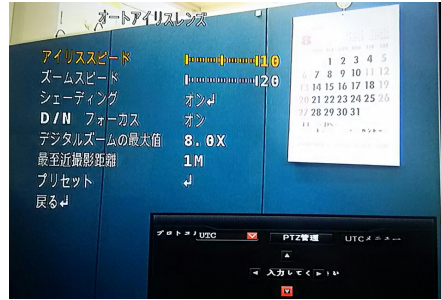 オートアイリスレンズ
アイリススピード 10
ズームスピード 20
シェーディング オン↲
D/N フォーカス オン
デジタルズームの最大値 8.0X
最至近撮影距離 1M
プリセット ↲
戻る↲
8
1 2 3 4 5
6 7 8 9 10 11 12
13 14 15 16 17 18 19
20 21 22 23 24 25 26
27 28 29 30 31
プロトコル UTC PTZ管理 UTCメニュー
入力してく